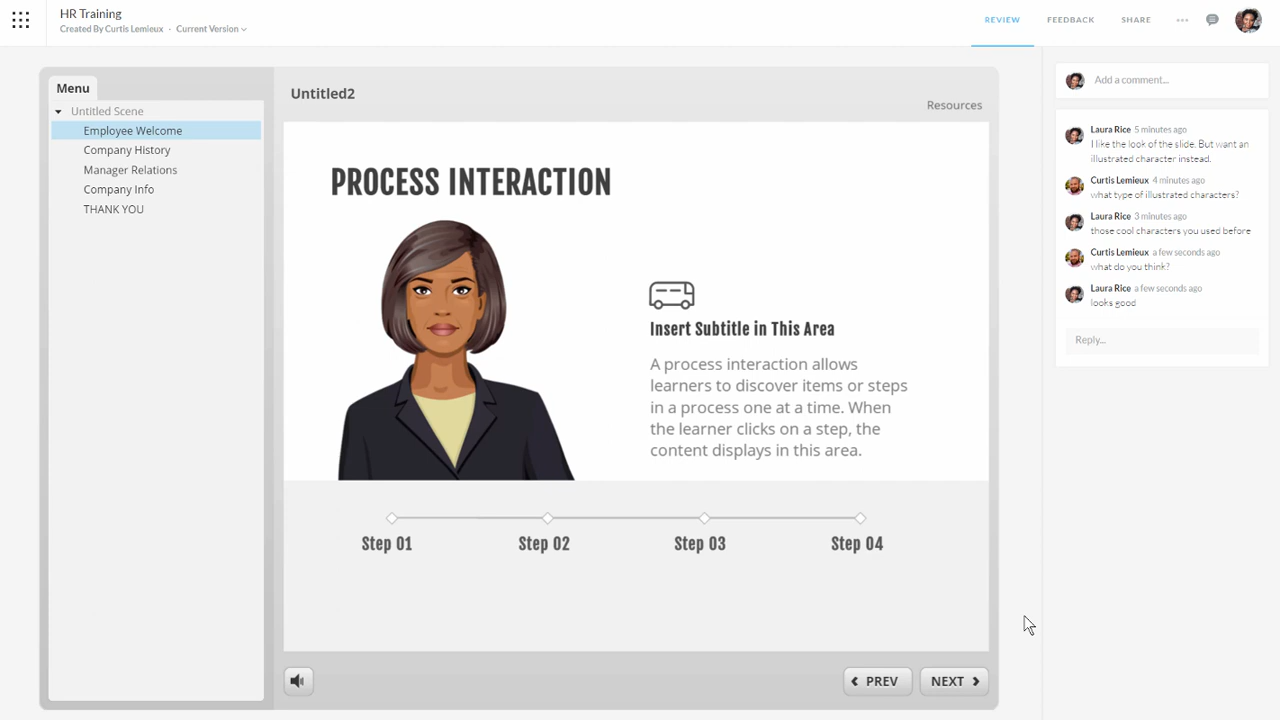 HR Training
Created By Curtis Lemieux · Current Version
REVIEW
FEEDBACK
SHARE
Menu
Untitled Scene
Employee Welcome
Company History
Manager Relations
Company Info
THANK YOU
Untitled2
Resources
PROCESS INTERACTION
Insert Subtitle in This Area
A process interaction allows
learners to discover items or steps
in a process one at a time. When
the learner clicks on a step, the
content displays in this area.
Step 01
Step 02
Step 03
Step 04
PREV
NEXT
Add a comment...
Laura Rice 5 minutes ago
I like the look of the slide. But want an
illustrated character instead.
Curtis Lemieux 4 minutes ago
what type of illustrated characters?
Laura Rice 3 minutes ago
those cool characters you used before
Curtis Lemieux a few seconds ago
what do you think?
Laura Rice a few seconds ago
looks good
Reply...